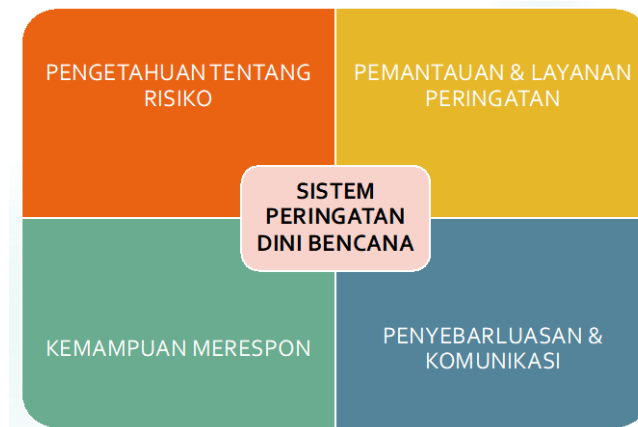 PENGETAHUAN TENTANG
RISIKO
PEMANTAUAN & LAYANAN
PERINGATAN
SISTEM
PERINGATAN
DINI BENCANA
KEMAMPUAN MERESPON
PENYEBARLUASAN &
KOMUNIKASI